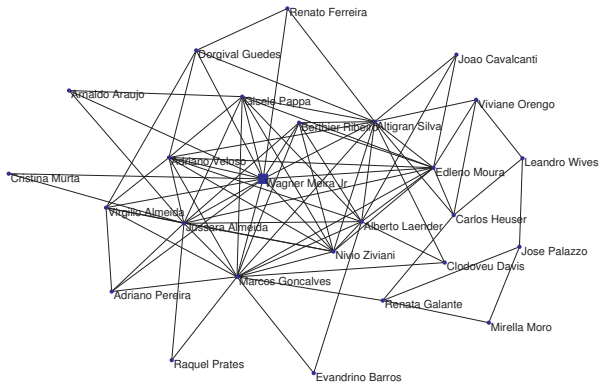 Renato Ferreira
Dorgival Guedes
Joao Cavalcanti
Arnaldo Araujo
Gisele Pappa
Viviane Orengo
Berthier Ribeiro
Altigran Silva
Adriano Veloso
Leandro Wives
Edleno Moura
Cristina Murta
Wagner Meira Jr
Virgilio Almeida
Carlos Heuser
Jussara Almeida
Alberto Laender
Nivio Ziviani
Jose Palazzo
Clodoveu Davis
Marcos Goncalves
Adriano Pereira
Renata Galante
Mirella Moro
Raquel Prates
Evandrino Barros